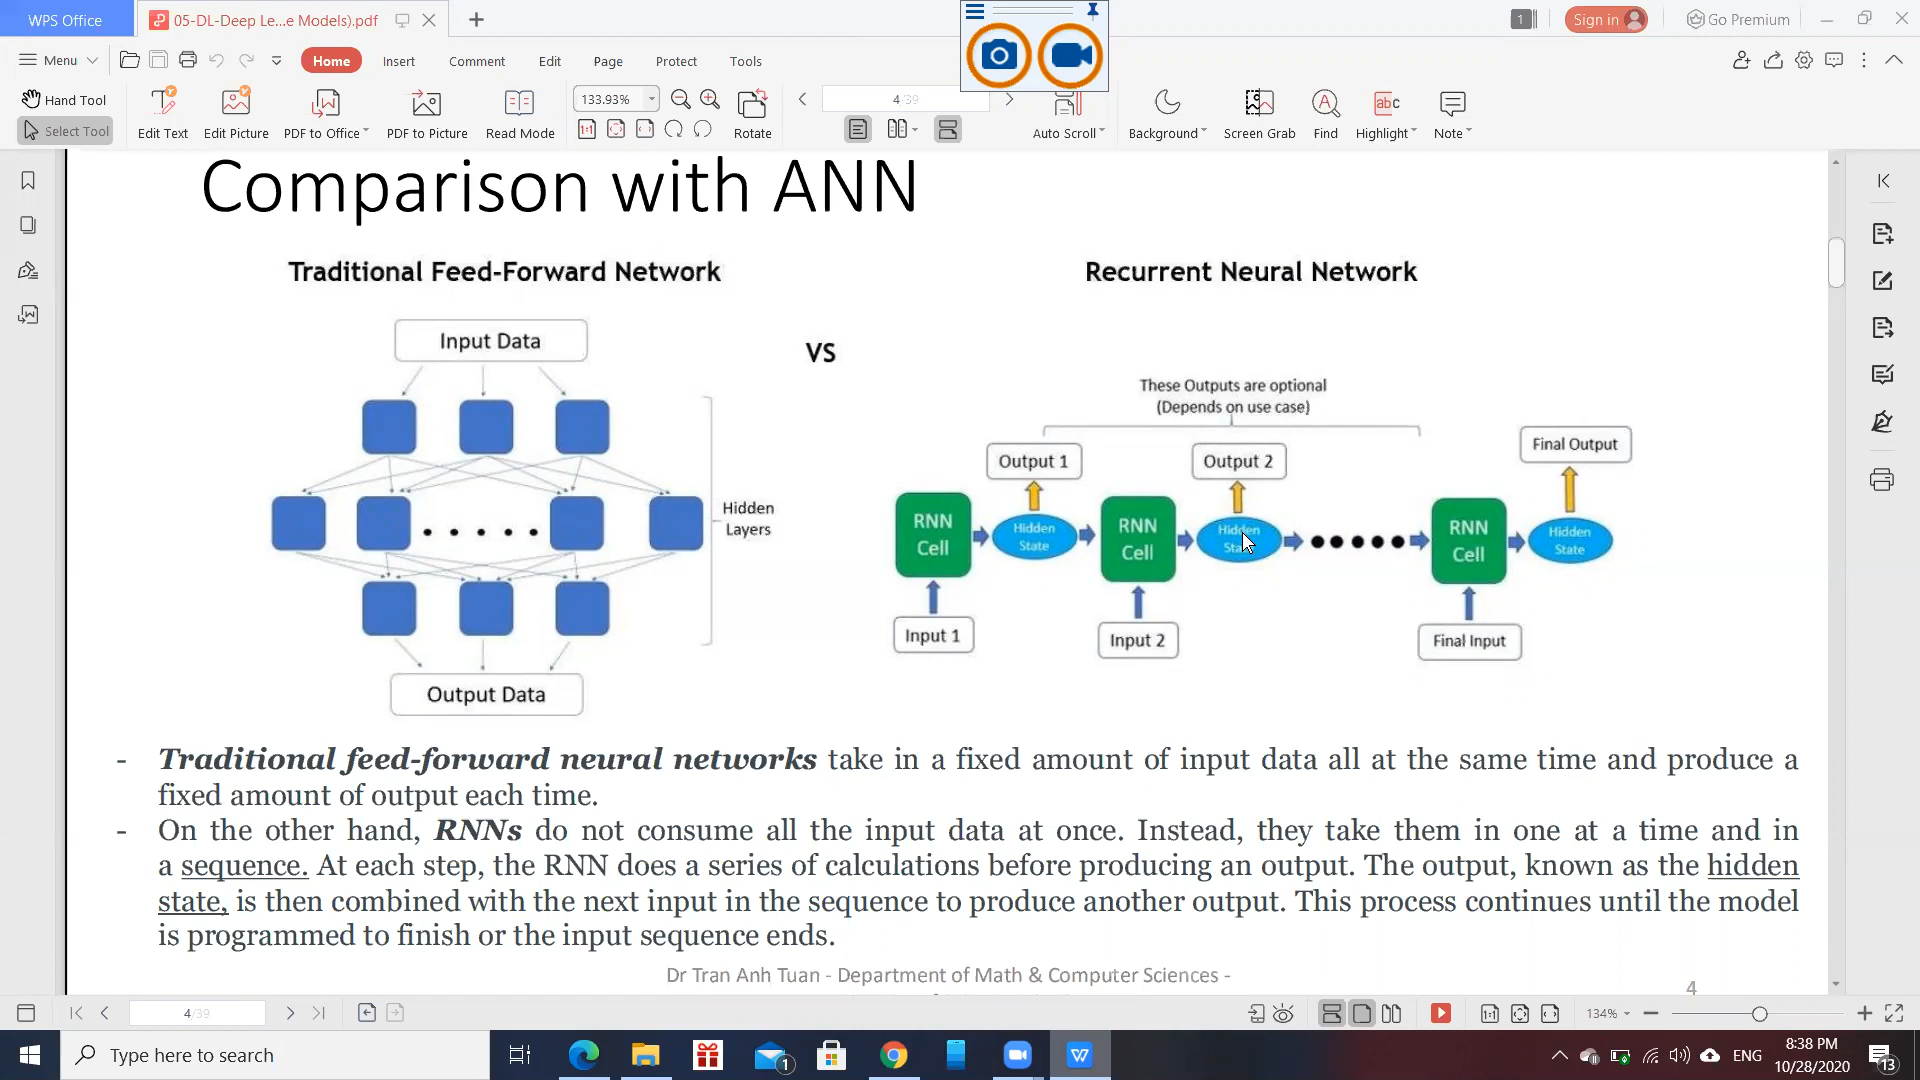 WPS Office
05-DL-Deep Le...e Models).pdf
1
Sign in
Go Premium
Menu
Home
Insert
Comment
Edit
Page
Protect
Tools
Hand Tool
Select Tool
Edit Text
Edit Picture
PDF to Office
PDF to Picture
Read Mode
133.93%
Rotate
4/39
Auto Scroll
Background
Screen Grab
Find
Highlight
Note
Comparison with ANN
Traditional Feed-Forward Network
VS
Recurrent Neural Network
Input Data
Hidden
Layers
Output Data
These Outputs are optional
(Depends on use case)
Output 1
Output 2
Final Output
RNN
Cell
Hidden
State
RNN
Cell
Hidden
State
RNN
Cell
Hidden
State
Input 1
Input 2
Final Input
- Traditional feed-forward neural networks take in a fixed amount of input data all at the same time and produce a
fixed amount of output each time.
- On the other hand, RNNs do not consume all the input data at once. Instead, they take them in one at a time and in
a sequence. At each step, the RNN does a series of calculations before producing an output. The output, known as the hidden
state, is then combined with the next input in the sequence to produce another output. This process continues until the model
is programmed to finish or the input sequence ends.
Dr Tran Anh Tuan - Department of Math & Computer Sciences -
4
4/39
134%
Type here to search
1
ENG
8:38 PM
10/28/2020
13